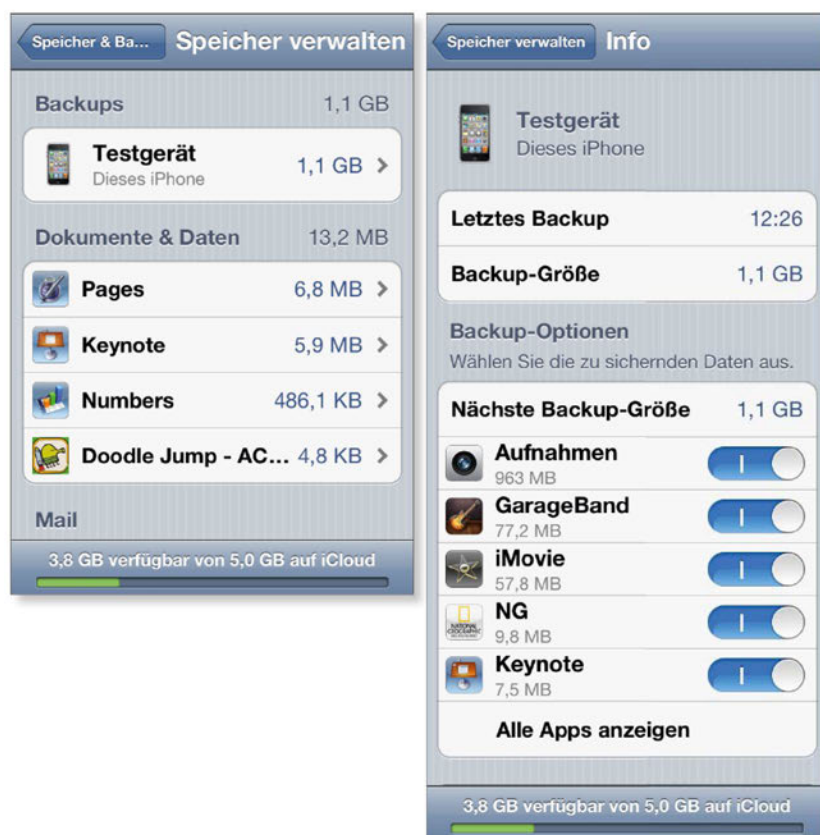 Speicher & Ba...
Speicher verwalten
Backups 1,1 GB
Testgerät
Dieses iPhone
1,1 GB
Dokumente & Daten 13,2 MB
Pages 6,8 MB
Keynote 5,9 MB
Numbers 486,1 KB
Doodle Jump - AC... 4,8 KB
Mail
3,8 GB verfügbar von 5,0 GB auf iCloud
Speicher verwalten
Info
Testgerät
Dieses iPhone
Letztes Backup 12:26
Backup-Größe 1,1 GB
Backup-Optionen
Wählen Sie die zu sichernden Daten aus.
Nächste Backup-Größe 1,1 GB
Aufnahmen
963 MB
GarageBand
77,2 MB
iMovie
57,8 MB
NATIONAL
GEOGRAPHIC
NG
9,8 MB
Keynote
7,5 MB
Alle Apps anzeigen
3,8 GB verfügbar von 5,0 GB auf iCloud